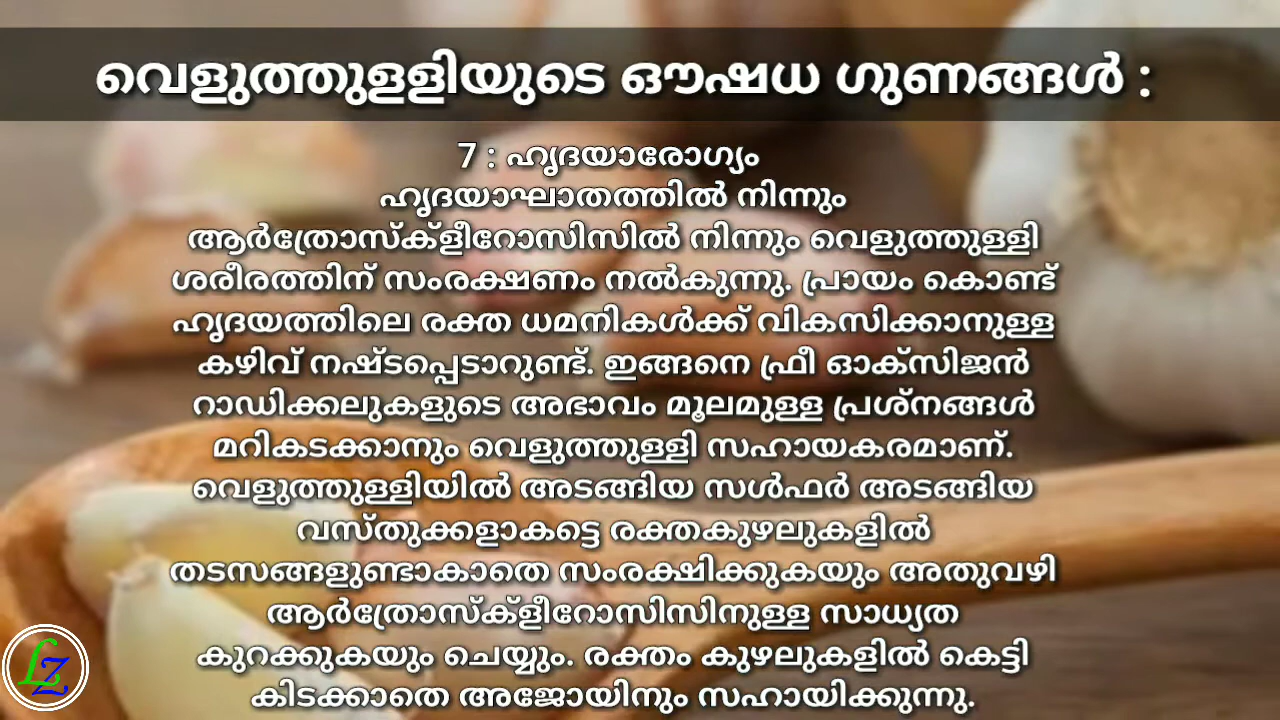 വെളുത്തുളളിയുടെ ഔഷധ ഗുണങ്ങൾ :
7 : ഹൃദയാരോഗ്യം
ഹൃദയാഘാതത്തിൽ നിന്നും
ആർത്രോസ്ക്ളീറോസിസിൽ നിന്നും വെളുത്തുള്ളി
ശരീരത്തിന് സംരക്ഷണം നൽകുന്നു. പ്രായം കൊണ്ട്
ഹൃദയത്തിലെ രക്ത ധമനികൾക്ക് വികസിക്കാനുള്ള
കഴിവ് നഷ്ടപ്പെടാറുണ്ട്. ഇങ്ങനെ ഫ്രീ ഓക്സിജൻ
റാഡിക്കലുകളുടെ അഭാവം മൂലമുള്ള പ്രശ്നങ്ങൾ
മറികടക്കാനും വെളുത്തുള്ളി സഹായകരമാണ്.
വെളുത്തുള്ളിയിൽ അടങ്ങിയ സൾഫർ അടങ്ങിയ
വസ്തുക്കളാകട്ടെ രക്തകുഴലുകളിൽ
തടസങ്ങളുണ്ടാകാതെ സംരക്ഷിക്കുകയും അതുവഴി
ആർത്രോസ്ക്ളീറോസിസിനുള്ള സാധ്യത
കുറക്കുകയും ചെയ്യും. രക്തം കുഴലുകളിൽ കെട്ടി
കിടക്കാതെ അജോയിനും സഹായിക്കുന്നു.
LZ